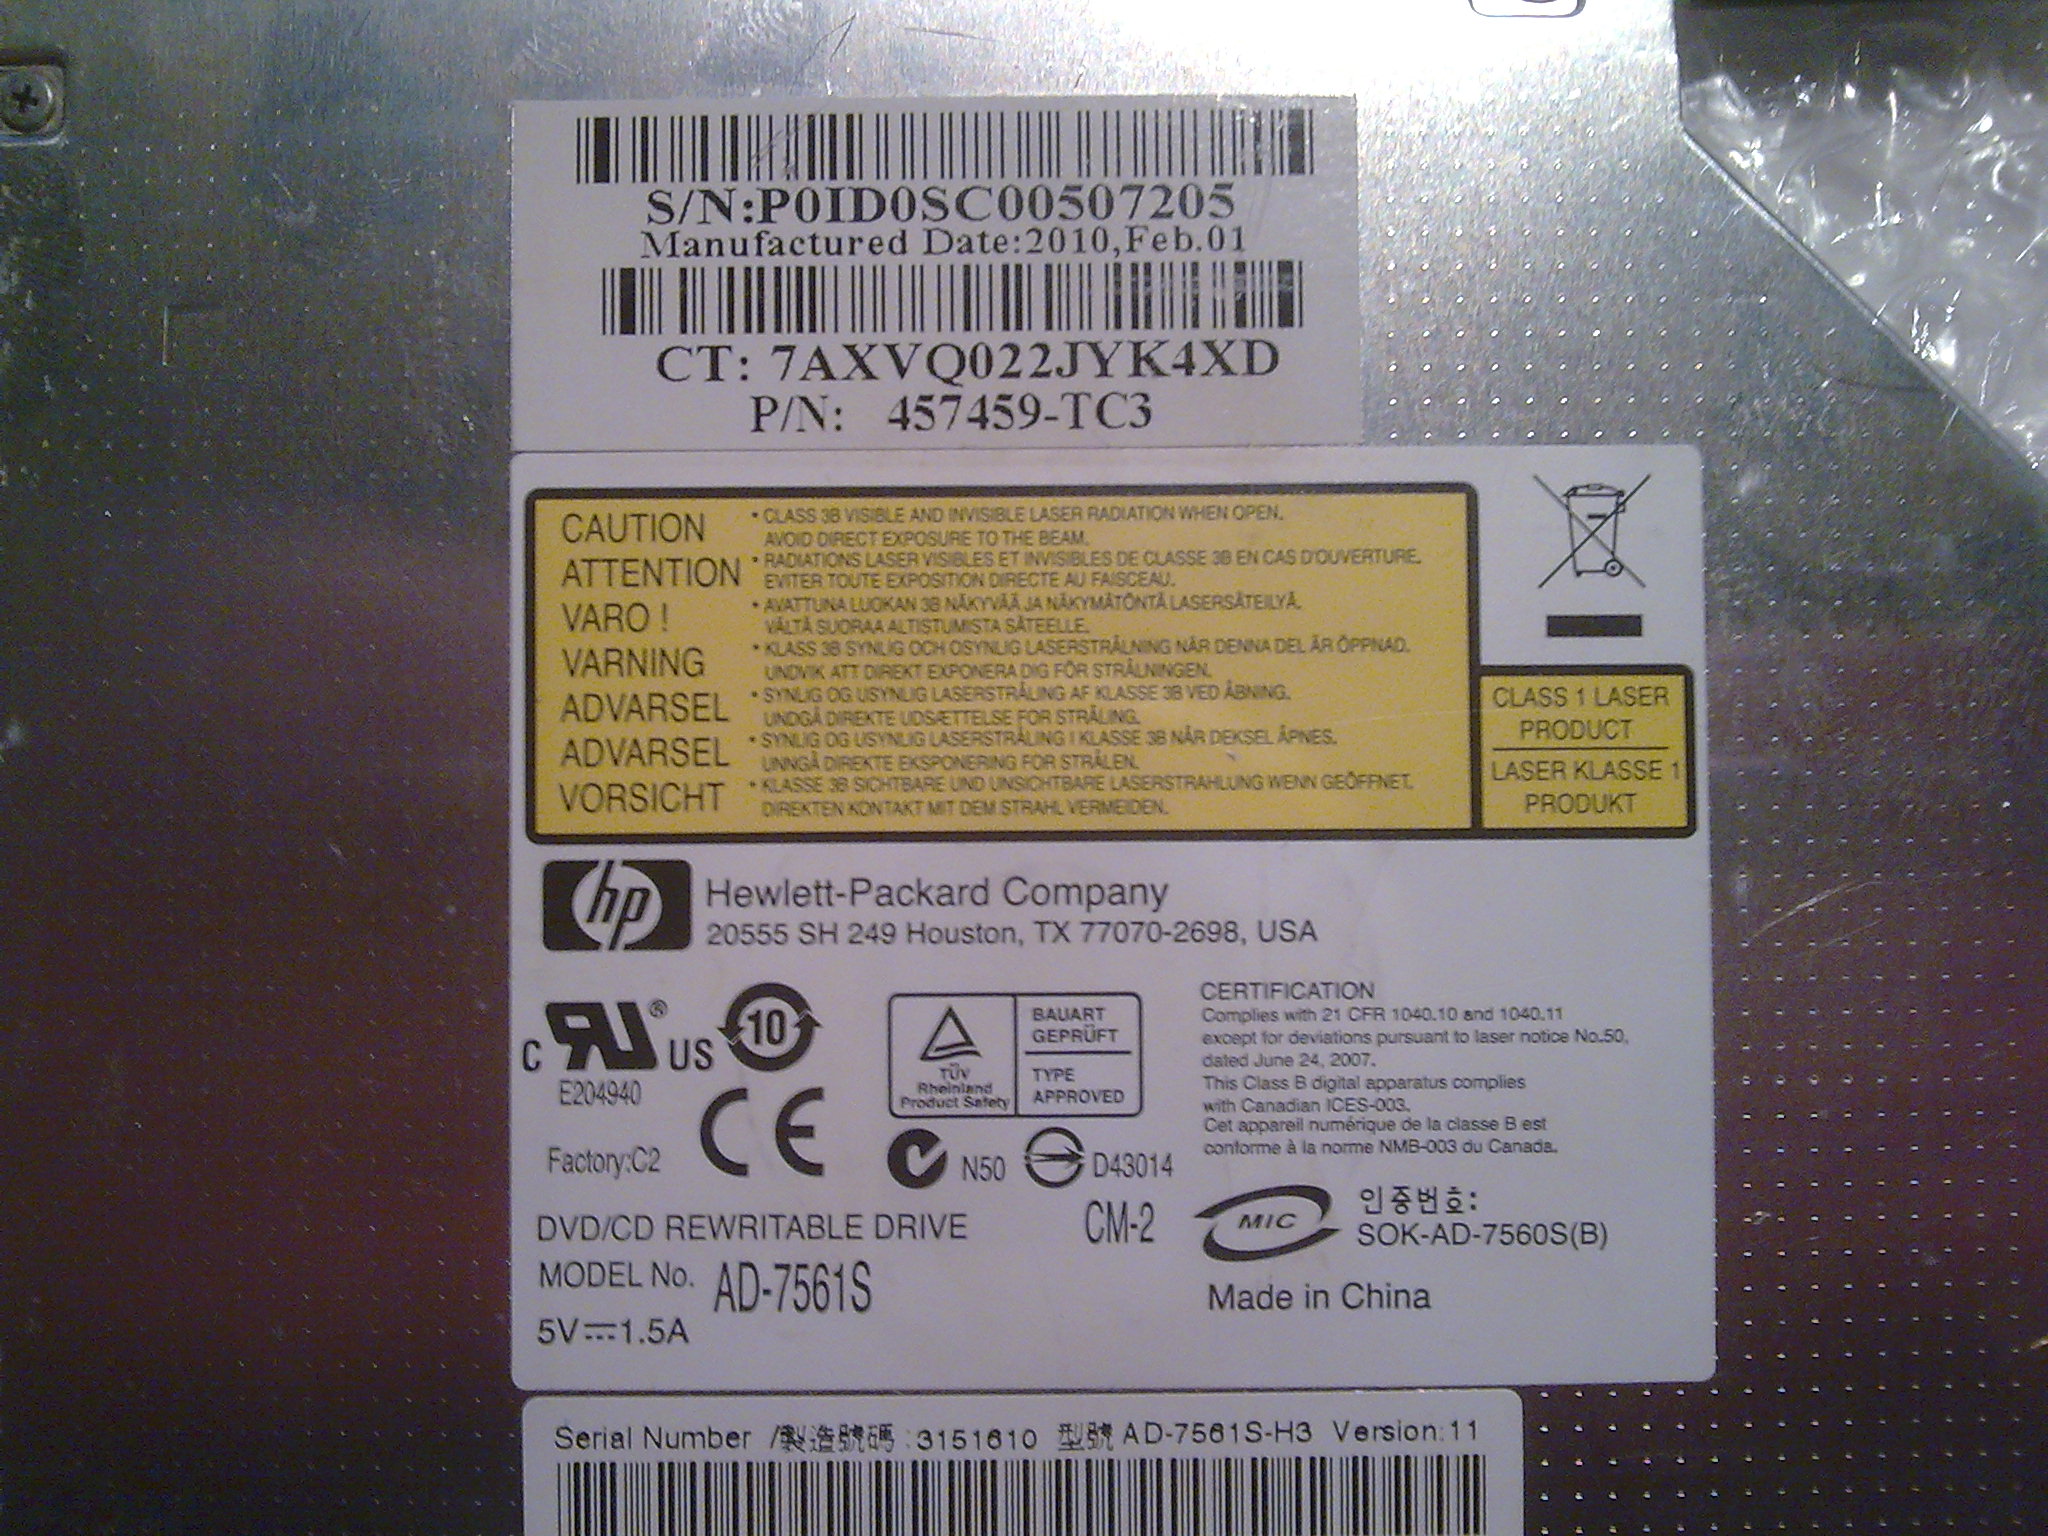 S/N:P0ID0SC00507205
Manufactured Date:2010,Feb.01
CT: 7AXVQ022JYK4XD
P/N: 457459-TC3
CAUTION
• CLASS 3B VISIBLE AND INVISIBLE LASER RADIATION WHEN OPEN.
AVOID DIRECT EXPOSURE TO THE BEAM.
ATTENTION
• RADIATIONS LASER VISIBLES ET INVISIBLES DE CLASSE 3B EN CAS D'OUVERTURE.
EVITER TOUTE EXPOSITION DIRECTE AU FAISCEAU.
VARO !
• AVATTUNA LUOKAN 3B NÄKYVÄÄ JA NÄKYMÄTÖNTÄ LASERSÄTEILYÄ.
VÄLTÄ SUORAA ALTISTUMISTA SÄTEELLE.
VARNING
• KLASS 3B SYNLIG OCH OSYNLIG LASERSTRÅLNING NÄR DENNA DEL ÄR ÖPPNAD.
UNDVIK ATT DIREKT EXPONERA DIG FÖR STRÅLNINGEN.
ADVARSEL
• SYNLIG OG USYNLIG LASERSTRÅLING AF KLASSE 3B VED ÅBNING.
UNDGÅ DIREKTE UDSÆTTELSE FOR STRÅLING.
ADVARSEL
• SYNLIG OG USYNLIG LASERSTRÅLING I KLASSE 3B NÅR DEKSEL ÅPNES.
UNNGÅ DIREKTE EKSPONERING FOR STRÅLEN.
VORSICHT
• KLASSE 3B SICHTBARE UND UNSICHTBARE LASERSTRAHLUNG WENN GEÖFFNET.
DIREKTEN KONTAKT MIT DEM STRAHL VERMEIDEN.
CLASS 1 LASER
PRODUCT
LASER KLASSE 1
PRODUKT
hp
Hewlett-Packard Company
20555 SH 249 Houston, TX 77070-2698, USA
C RU ® US
E204940
10
TÜV
Rheinland
Product Safety
BAUART
GEPRÜFT
TYPE
APPROVED
CERTIFICATION
Complies with 21 CFR 1040.10 and 1040.11
except for deviations pursuant to laser notice No.50,
dated June 24, 2007.
This Class B digital apparatus complies
with Canadian ICES-003.
Cet appareil numérique de la classe B est
conforme à la norme NMB-003 du Canada.
Factory:C2
CE
N50
D43014
DVD/CD REWRITABLE DRIVE
CM-2
MIC
인증번호:
SOK-AD-7560S(B)
MODEL No. AD-7561S
Made in China
5V⎓1.5A
Serial Number /製造號碼:3151610 型號 AD-7561S-H3 Version:11